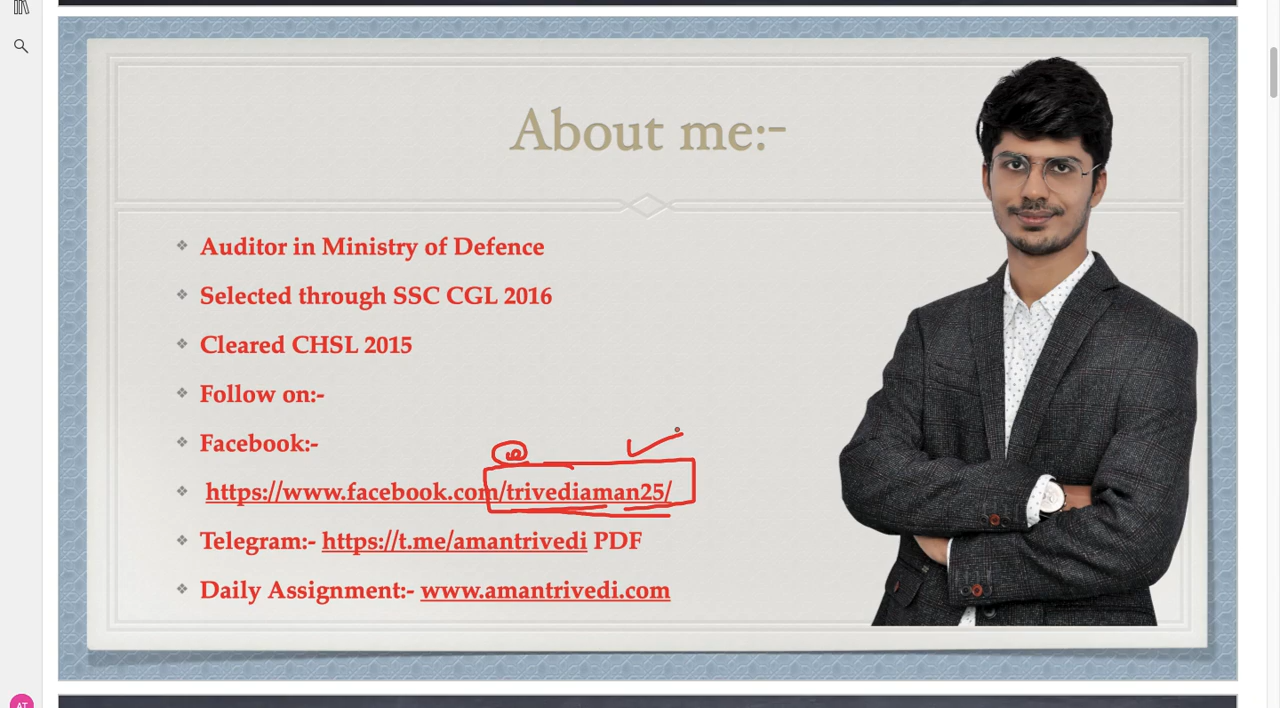 About me:-
Auditor in Ministry of Defence
Selected through SSC CGL 2016
Cleared CHSL 2015
Follow on:-
Facebook:-
@
https://www.facebook.com/trivediaman25/
Telegram:- https://t.me/amantrivedi PDF
Daily Assignment:- www.amantrivedi.com
AT